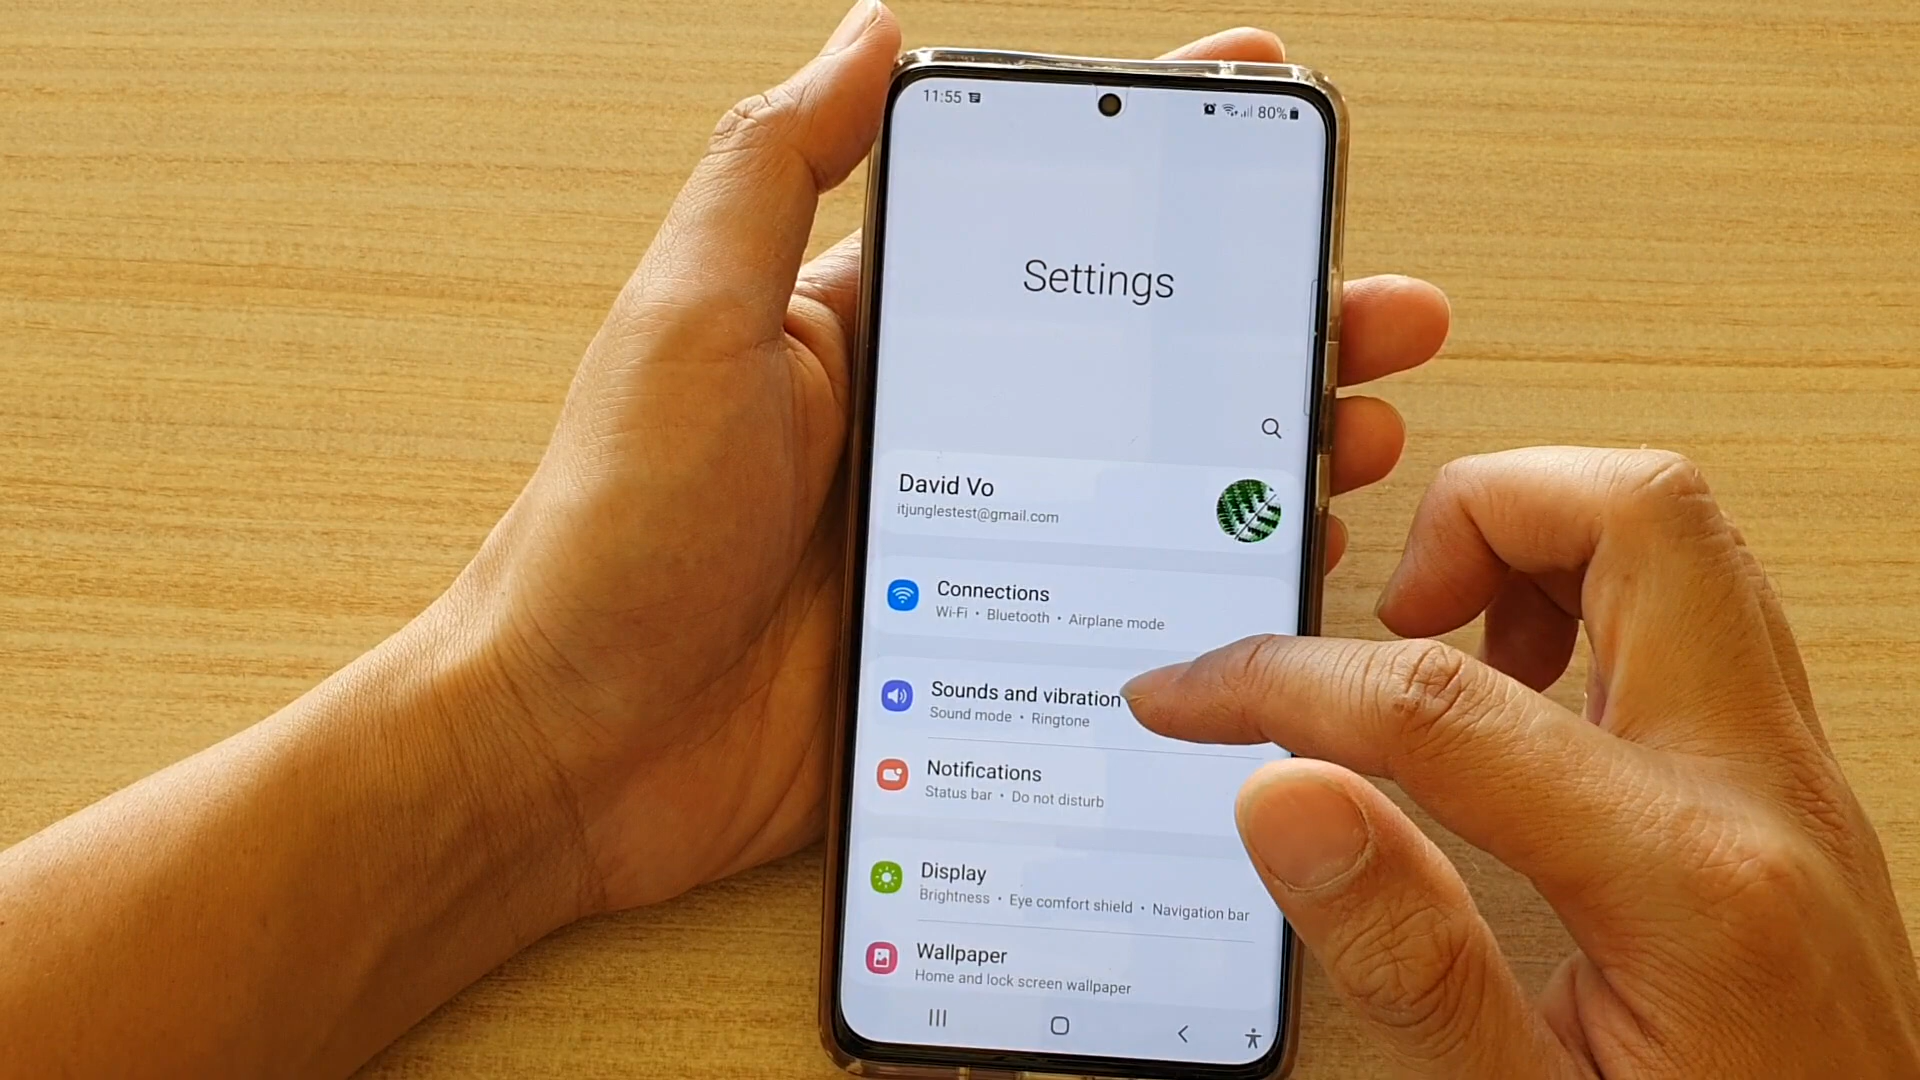 11:55
80%
Settings
David Vo
itjunglestest@gmail.com
Connections
Wi-Fi • Bluetooth • Airplane mode
Sounds and vibration
Sound mode • Ringtone
Notifications
Status bar • Do not disturb
Display
Brightness • Eye comfort shield • Navigation bar
Wallpaper
Home and lock screen wallpaper